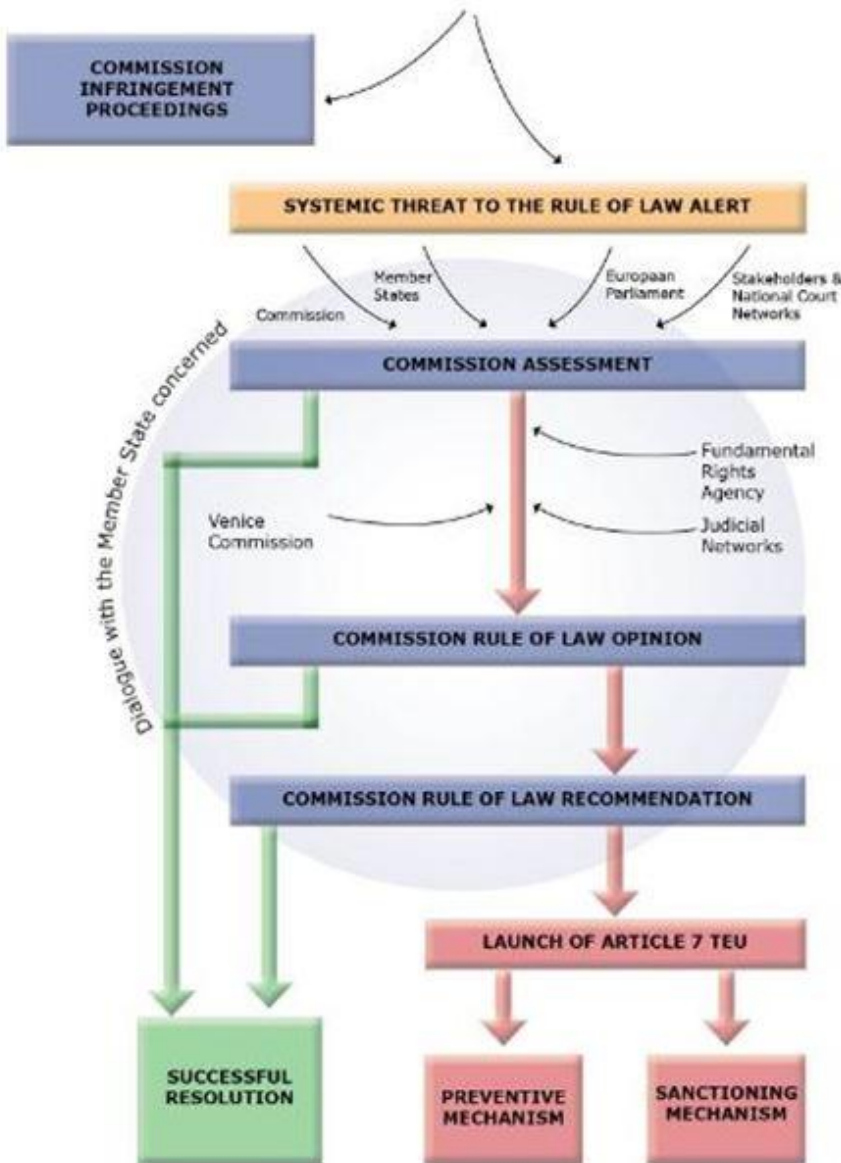 COMMISSION
INFRINGEMENT
PROCEEDINGS
SYSTEMIC THREAT TO THE RULE OF LAW ALERT
Commission
Member
States
Europaan
Parliament
Stakeholders &
National Court
Networks
Dialogue with the Member State concerned
COMMISSION ASSESSMENT
Fundamental
Rights
Agency
Venice
Commission
Judicial
Networks
COMMISSION RULE OF LAW OPINION
COMMISSION RULE OF LAW RECOMMENDATION
LAUNCH OF ARTICLE 7 TEU
SUCCESSFUL
RESOLUTION
PREVENTIVE
MECHANISM
SANCTIONING
MECHANISM